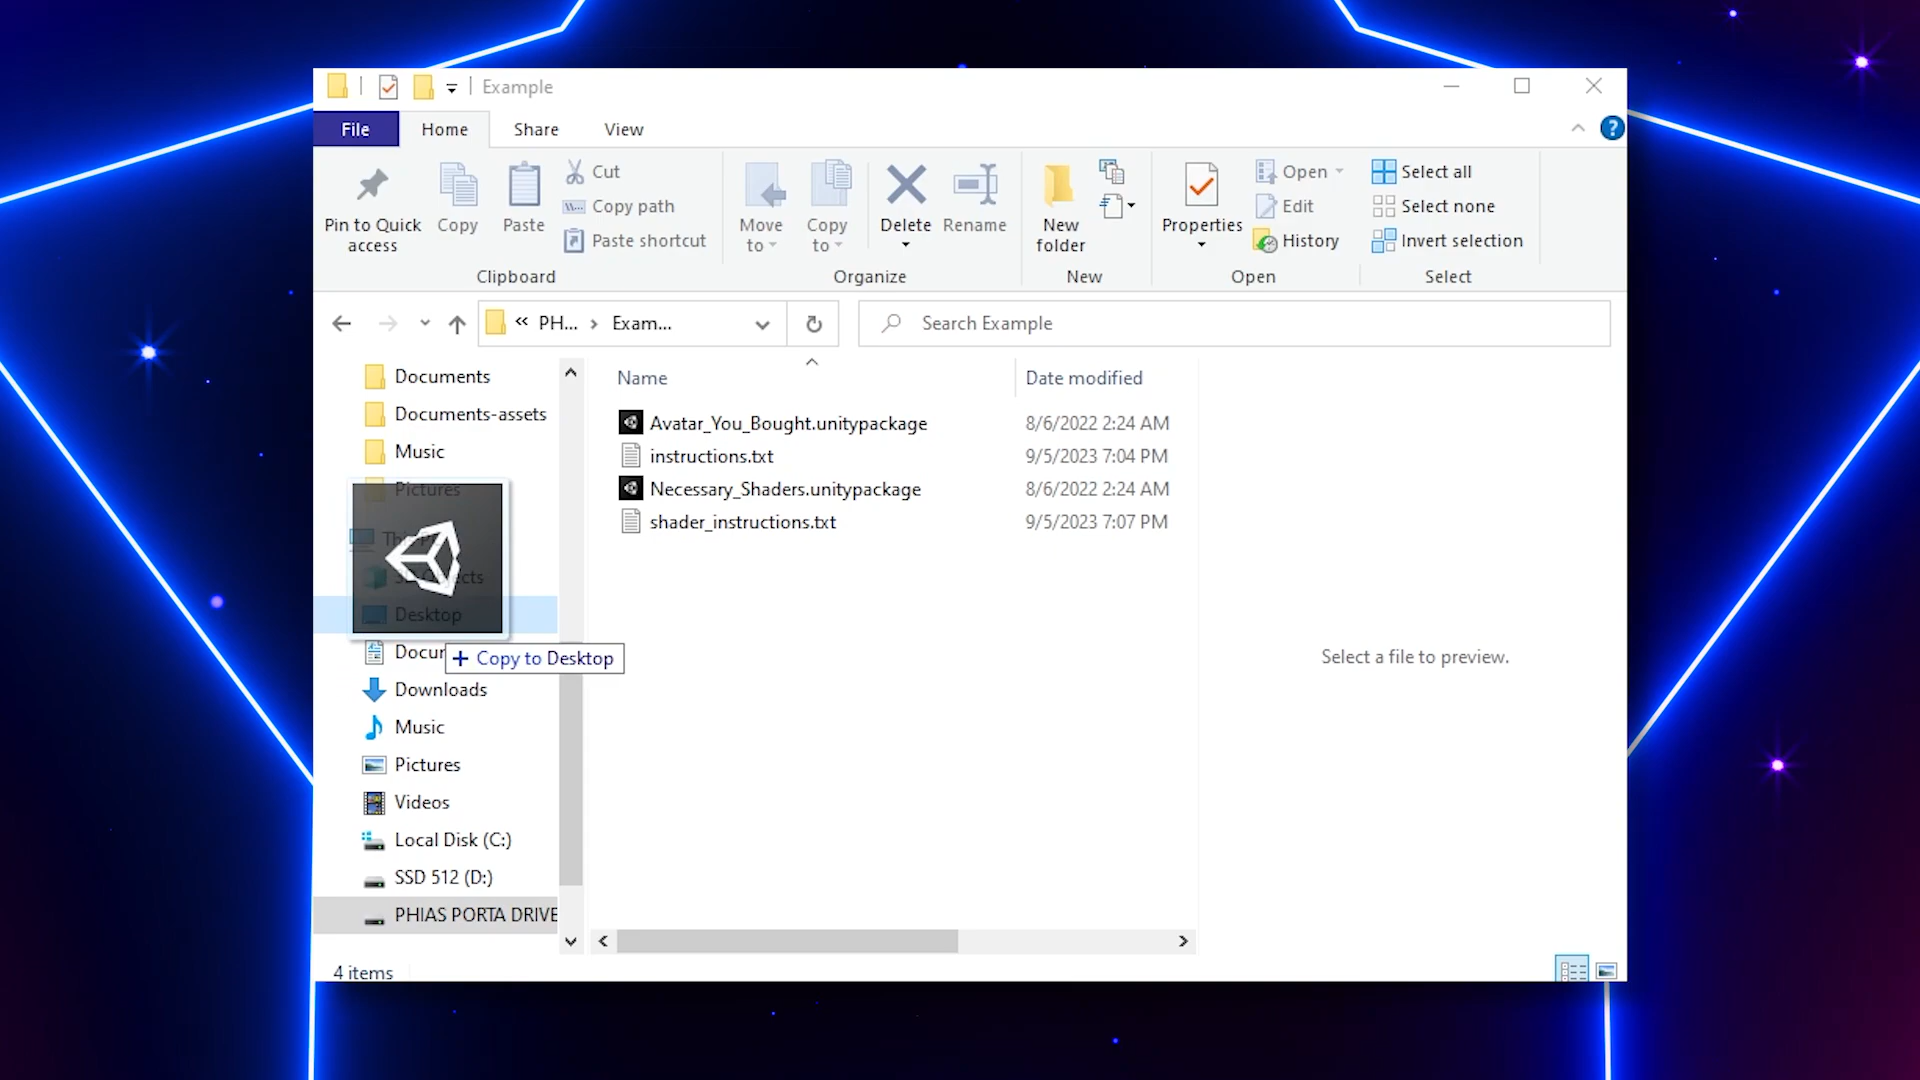 Example
File
Home
Share
View
?
Pin to Quick access
Copy
Paste
Cut
Copy path
Paste shortcut
Clipboard
Move to
Copy to
Delete
Rename
Organize
New folder
New
Properties
Open
Edit
History
Open
Select all
Select none
Invert selection
Select
« PH... › Exam...
Search Example
Documents
Documents-assets
Music
Pictures
Desktop
Copy to Desktop
Downloads
Music
Pictures
Videos
Local Disk (C:)
SSD 512 (D:)
PHIAS PORTA DRIVE
Name
Date modified
Avatar_You_Bought.unitypackage 8/6/2022 2:24 AM
instructions.txt 9/5/2023 7:04 PM
Necessary_Shaders.unitypackage 8/6/2022 2:24 AM
shader_instructions.txt 9/5/2023 7:07 PM
Select a file to preview.
4 items